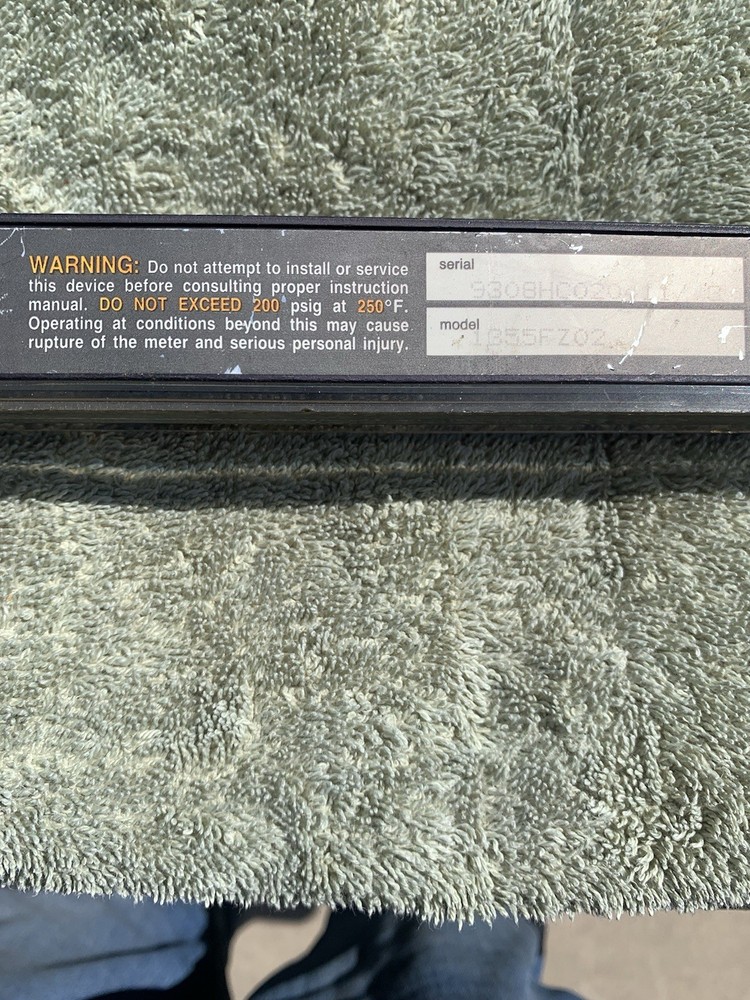 WARNING: Do not attempt to install or service
this device before consulting proper instruction
manual. DO NOT EXCEED 200 psig at 250°F.
Operating at conditions beyond this may cause
rupture of the meter and serious personal injury.
serial
model